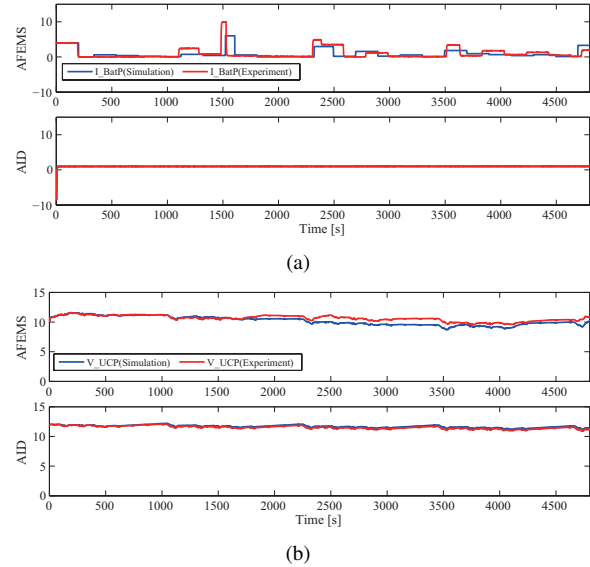 10
0
−10
AFEMS
I_BatP(Simulation)
I_BatP(Experiment)
0 500 1000 1500 2000 2500 3000 3500 4000 4500
10
0
−10
AID
0 500 1000 1500 2000 2500 3000 3500 4000 4500
Time [s]
(a)
15
10
5
0
AFEMS
V_UCP(Simulation)
V_UCP(Experiment)
0 500 1000 1500 2000 2500 3000 3500 4000 4500
15
10
5
0
AID
0 500 1000 1500 2000 2500 3000 3500 4000 4500
Time [s]
(b)